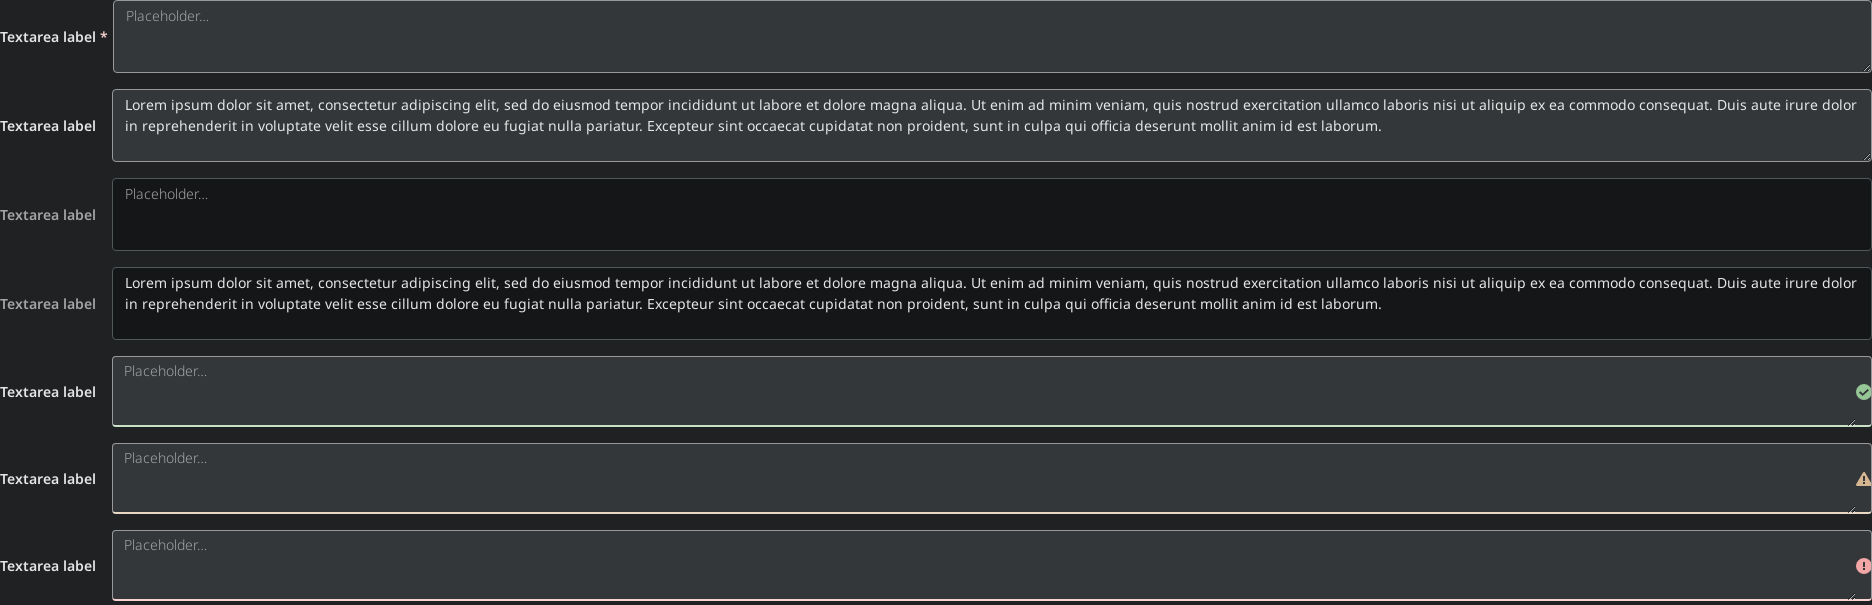 Placeholder...
Textarea label *
Lorem ipsum dolor sit amet, consectetur adipiscing elit, sed do eiusmod tempor incididunt ut labore et dolore magna aliqua. Ut enim ad minim veniam, quis nostrud exercitation ullamco laboris nisi ut aliquip ex ea commodo consequat. Duis aute irure dolor
Textarea label
in reprehenderit in voluptate velit esse cillum dolore eu fugiat nulla pariatur. Excepteur sint occaecat cupidatat non proident, sunt in culpa qui officia deserunt mollit anim id est laborum.
Placeholder...
Textarea label
Lorem ipsum dolor sit amet, consectetur adipiscing elit, sed do eiusmod tempor incididunt ut labore et dolore magna aliqua. Ut enim ad minim veniam, quis nostrud exercitation ullamco laboris nisi ut aliquip ex ea commodo consequat. Duis aute irure dolor
Textarea label
in reprehenderit in voluptate velit esse cillum dolore eu fugiat nulla pariatur. Excepteur sint occaecat cupidatat non proident, sunt in culpa qui officia deserunt mollit anim id est laborum.
Placeholder...
Textarea label
Placeholder...
Textarea label
Placeholder...
Textarea label